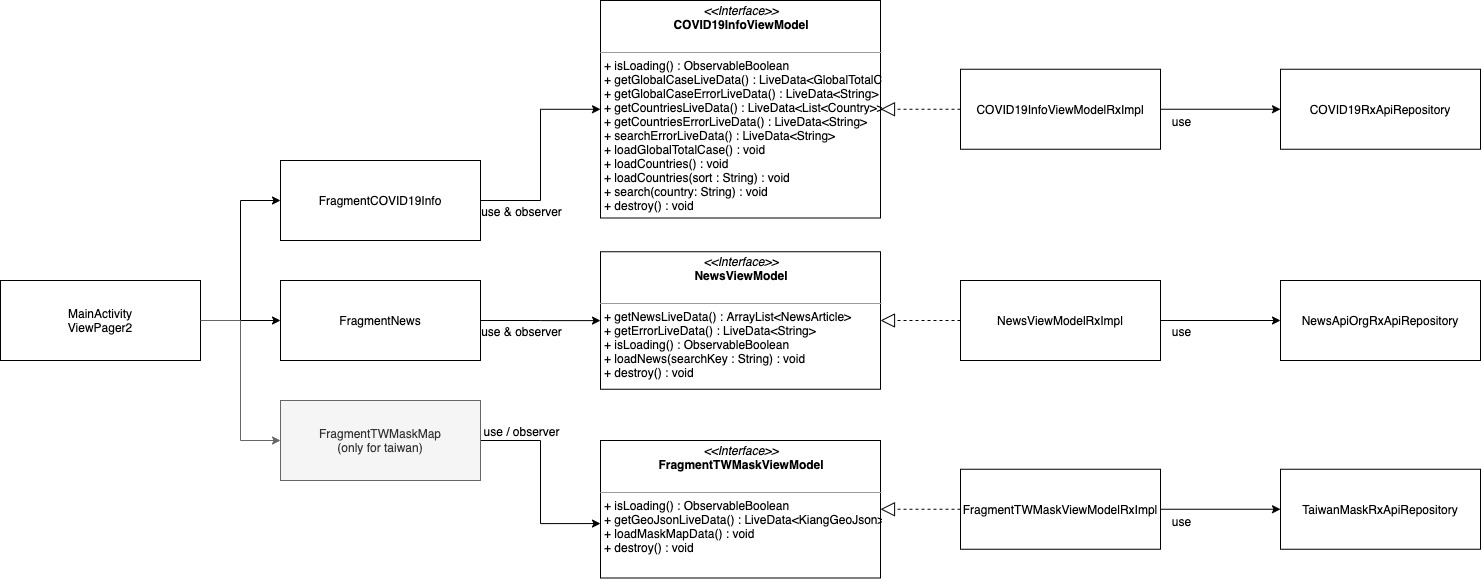 <<Interface>>
COVID19InfoViewModel
+ isLoading() : ObservableBoolean
+ getGlobalCaseLiveData() : LiveData<GlobalTotalC
+ getGlobalCaseErrorLiveData() : LiveData<String>
+ getCountriesLiveData() : LiveData<List<Country>>
+ getCountriesErrorLiveData() : LiveData<String>
+ searchErrorLiveData() : LiveData<String>
+ loadGlobalTotalCase() : void
+ loadCountries() : void
+ loadCountries(sort : String) : void
+ search(country: String) : void
+ destroy() : void
COVID19InfoViewModelRxImpl
use
COVID19RxApiRepository
FragmentCOVID19Info
use & observer
MainActivity
ViewPager2
FragmentNews
use & observer
<<Interface>>
NewsViewModel
+ getNewsLiveData() : ArrayList<NewsArticle>
+ getErrorLiveData() : LiveData<String>
+ isLoading() : ObservableBoolean
+ loadNews(searchKey : String) : void
+ destroy() : void
NewsViewModelRxImpl
use
NewsApiOrgRxApiRepository
FragmentTWMaskMap
(only for taiwan)
use / observer
<<Interface>>
FragmentTWMaskViewModel
+ isLoading() : ObservableBoolean
+ getGeoJsonLiveData() : LiveData<KiangGeoJson>
+ loadMaskMapData() : void
+ destroy() : void
FragmentTWMaskViewModelRxImpl
use
TaiwanMaskRxApiRepository